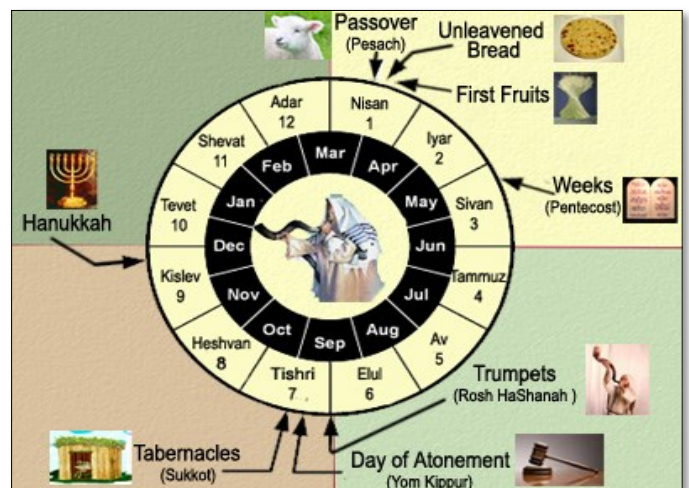 Passover
(Pesach)
Unleavened
Bread
First Fruits
Weeks
(Pentecost)
Trumpets
(Rosh HaShanah )
Day of Atonement
(Yom Kippur)
Tabernacles
(Sukkot)
Hanukkah
Nisan
1
Iyar
2
Sivan
3
Tammuz
4
Av
5
Elul
6
Tishri
7
Heshvan
8
Kislev
9
Tevet
10
Shevat
11
Adar
12
Mar
Apr
May
Jun
Jul
Aug
Sep
Oct
Nov
Dec
Jan
Feb